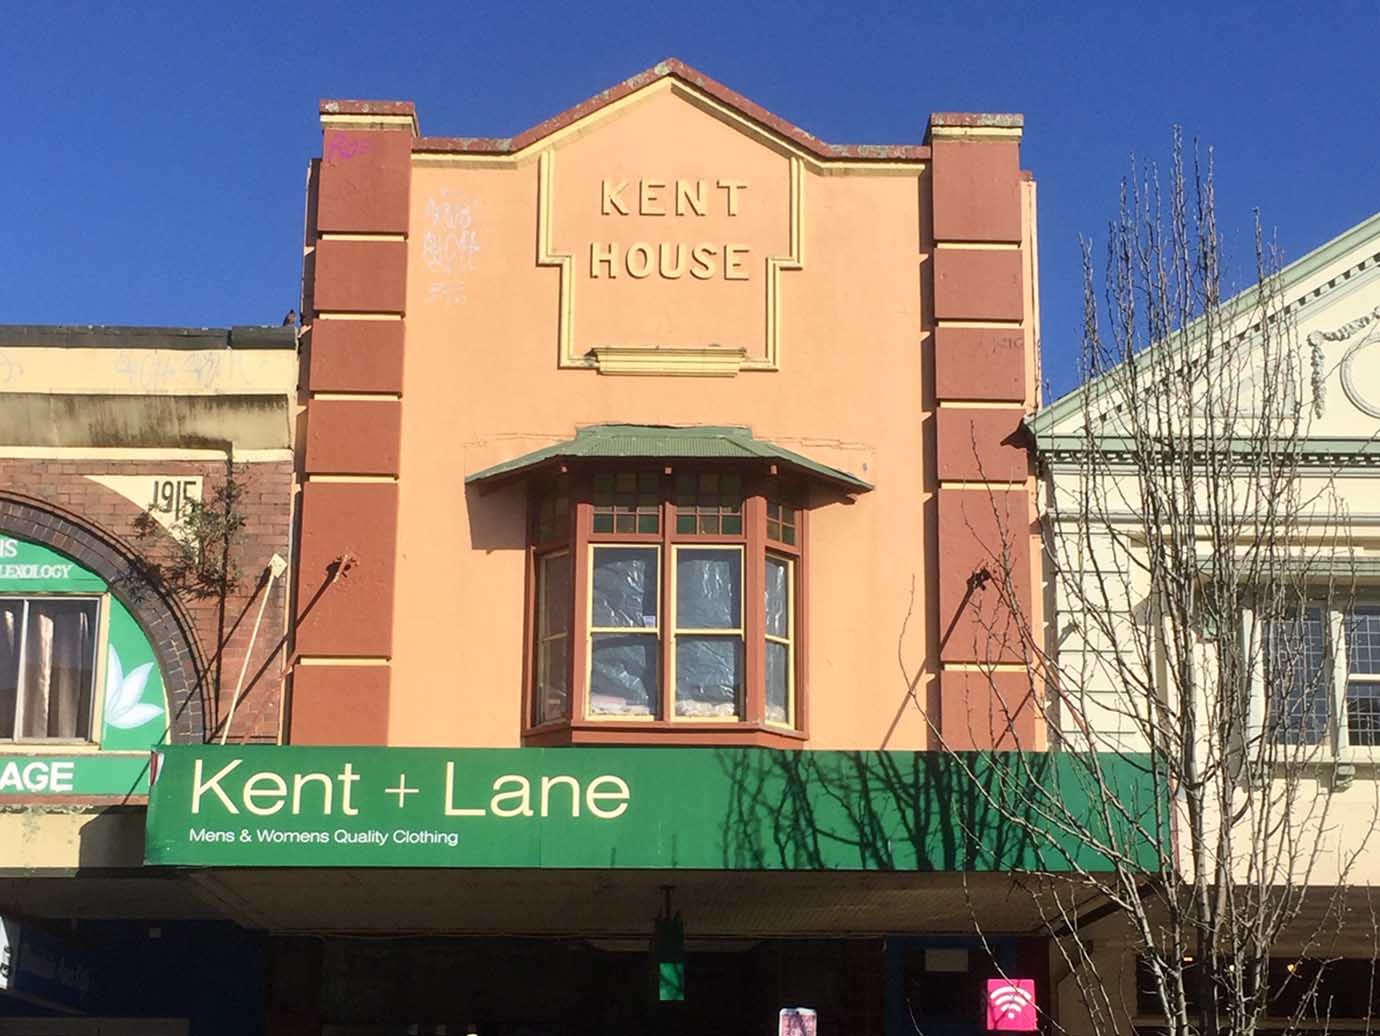 KENT
HOUSE
1915
LEXOLOGY
AGE
Kent + Lane
Mens & Womens Quality Clothing